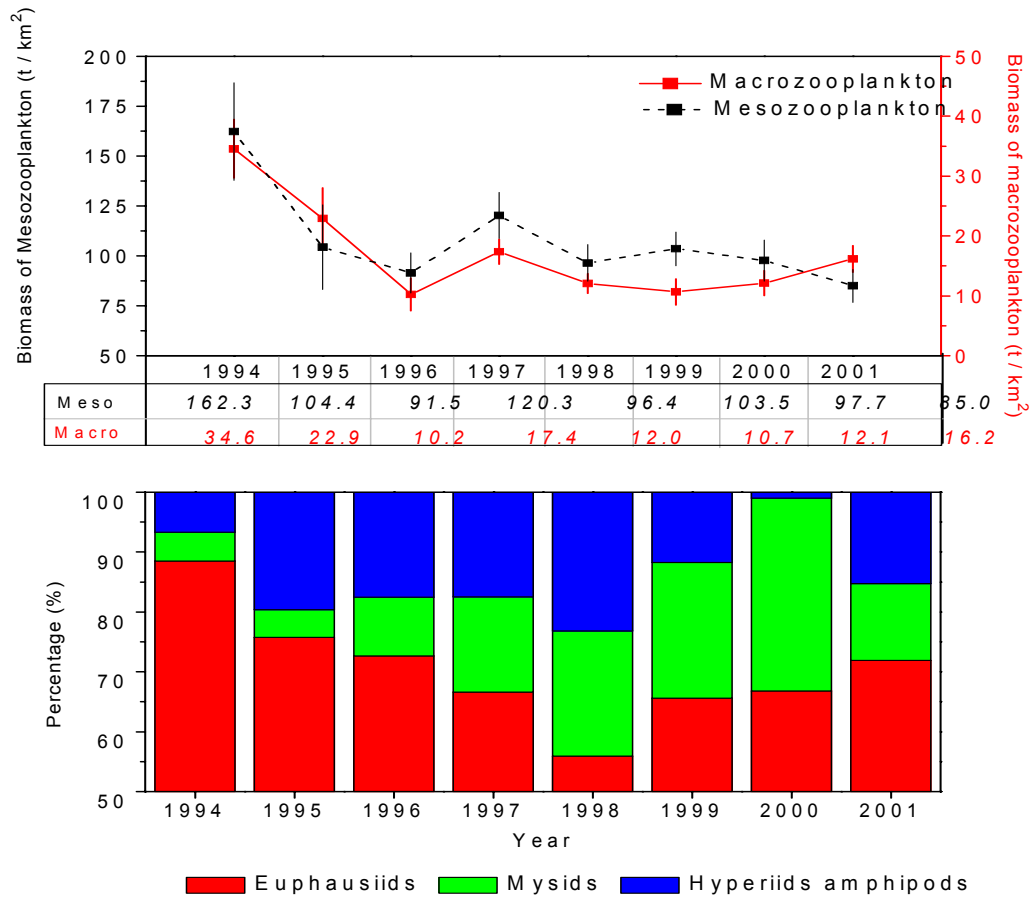 Biomass of Mesozooplankton (t / km²)
200
175
150
125
100
75
50
Macrozooplankton
Mesozooplankton
50
40
30
20
10
0
Biomass of macrozooplankton (t / km²)
1994 1995 1996 1997 1998 1999 2000 2001
Meso 162.3 104.4 91.5 120.3 96.4 103.5 97.7 85.0
Macro 34.6 22.9 10.2 17.4 12.0 10.7 12.1 16.2
Percentage (%)
100
90
80
70
60
50
1994 1995 1996 1997 1998 1999 2000 2001
Year
Euphausiids Mysids Hyperiids amphipods